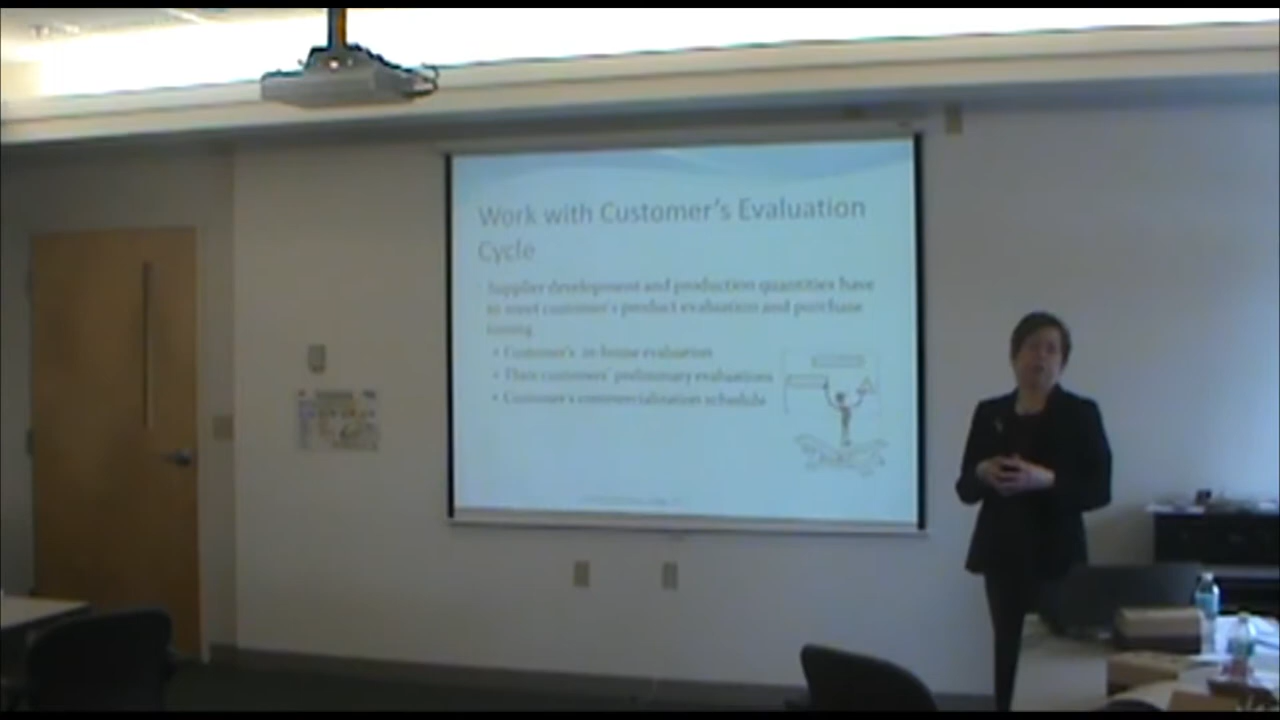 Work with Customer's Evaluation
Cycle
Supplier development and production quantities have
to meet customer's product evaluation and purchase
timing
• Customer's in-house evaluation
• Their customers' preliminary evaluations
• Customer's commercialization schedule